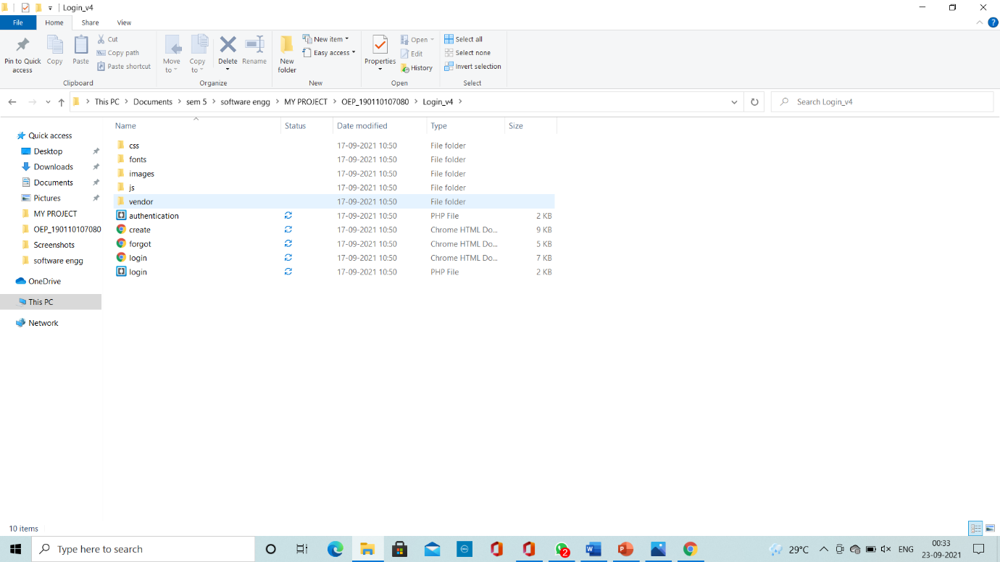 Login_v4
File Home Share View
Pin to Quick access
Copy
Paste
Cut
Copy path
Paste shortcut
Clipboard
Move to
Copy to
Delete
Rename
Organize
New folder
New item
Easy access
New
Properties
Open
Edit
History
Open
Select all
Select none
Invert selection
Select
This PC > Documents > sem 5 > software engg > MY PROJECT > OEP_190110107080 > Login_v4 >
Search Login_v4
Quick access
Desktop
Downloads
Documents
Pictures
MY PROJECT
OEP_190110107080
Screenshots
software engg
OneDrive
This PC
Network
Name Status Date modified Type Size
css 17-09-2021 10:50 File folder
fonts 17-09-2021 10:50 File folder
images 17-09-2021 10:50 File folder
js 17-09-2021 10:50 File folder
vendor 17-09-2021 10:50 File folder
authentication 17-09-2021 10:50 PHP File 2 KB
create 17-09-2021 10:50 Chrome HTML Do... 9 KB
forgot 17-09-2021 10:50 Chrome HTML Do... 5 KB
login 17-09-2021 10:50 Chrome HTML Do... 7 KB
login 17-09-2021 10:50 PHP File 2 KB
10 items
Type here to search
2
29°C
ENG
00:33
23-09-2021